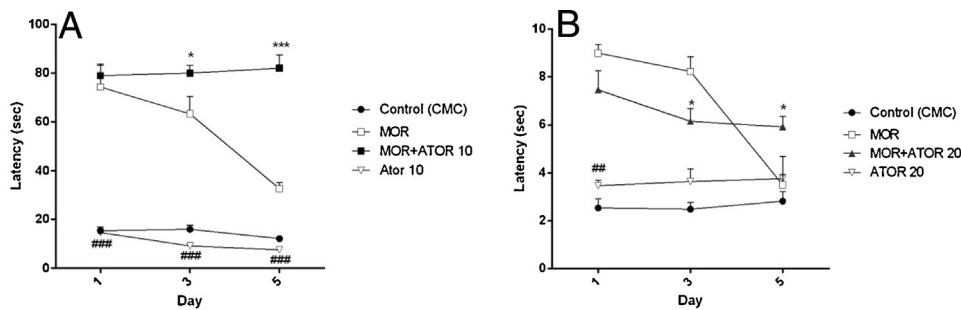 A
100
80
60
40
20
0
Latency (sec)
*
***
###
###
###
1
3
5
Day
Control (CMC)
MOR
MOR+ATOR 10
Ator 10
B
10
8
6
4
2
0
Latency (sec)
*
*
##
1
3
5
Day
Control (CMC)
MOR
MOR+ATOR 20
ATOR 20